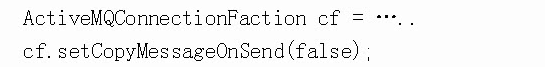 ActiveMQConnectionFaction cf = …..
cf.setCopyMessageOnSend(false);